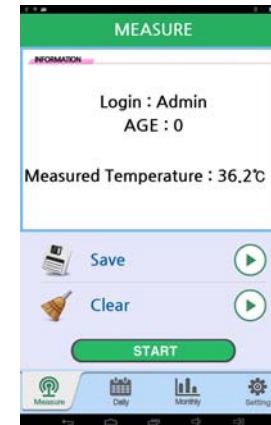 MEASURE
INFORMATION
Login : Admin
AGE : 0
Measured Temperature : 36.2℃
Save
Clear
START
Measure Daily Monthly Setting